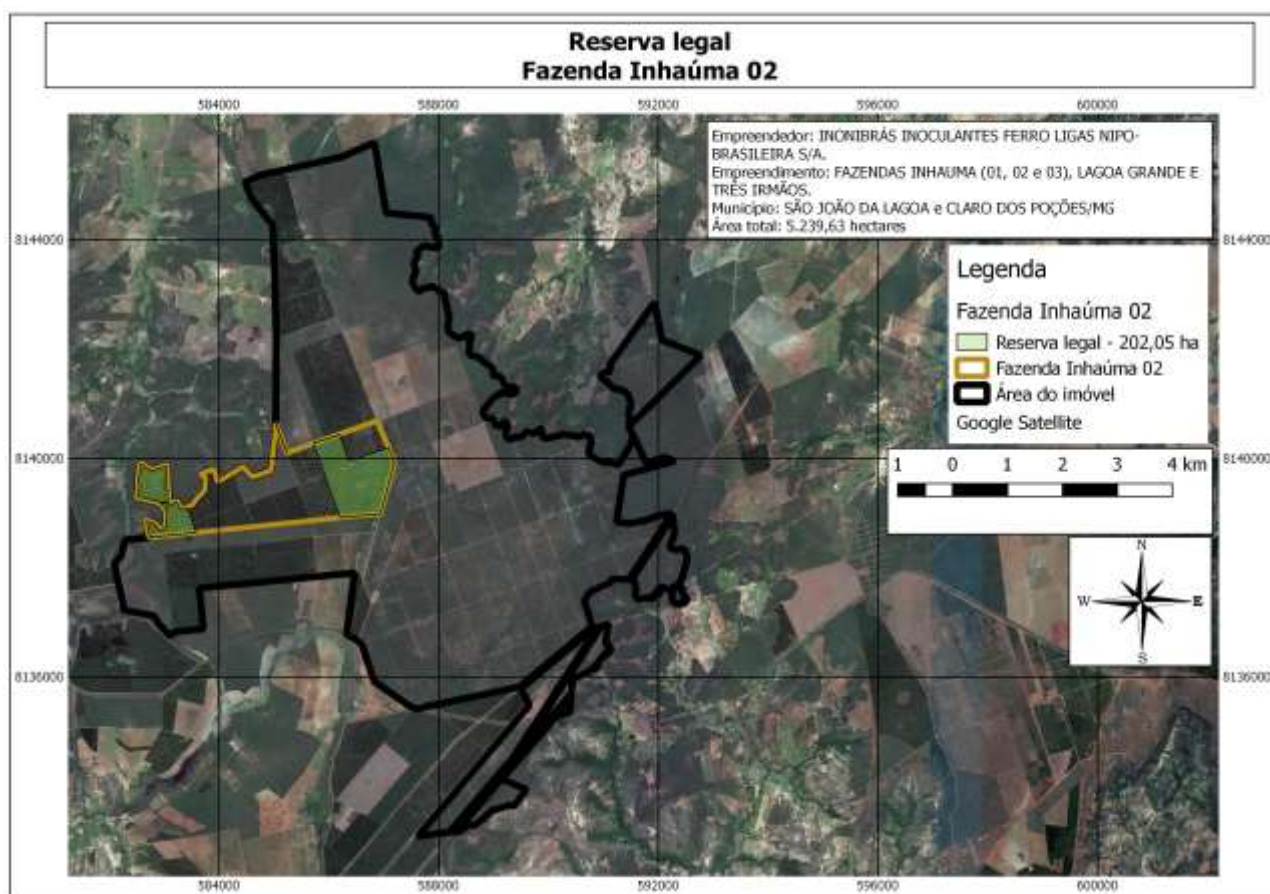 Reserva legal
Fazenda Inhaúma 02
584000 588000 592000 596000 600000
Empreendedor: INONIBRÁS INOCULANTES FERRO LIGAS NIPO-
BRASILEIRA S/A.
Empreendimento: FAZENDAS INHAUMA (01, 02 e 03), LAGOA GRANDE E
TRÊS IRMÃOS.
Município: SÃO JOÃO DA LAGOA e CLARO DOS POÇÕES/MG
Área total: 5.239,63 hectares
8144000 8144000
Legenda
Fazenda Inhaúma 02
Reserva legal - 202,05 ha
Fazenda Inhaúma 02
Área do imóvel
Google Satellite
8140000 8140000
1 0 1 2 3 4 km
N
W E
S
8136000 8136000
584000 588000 592000 596000 600000